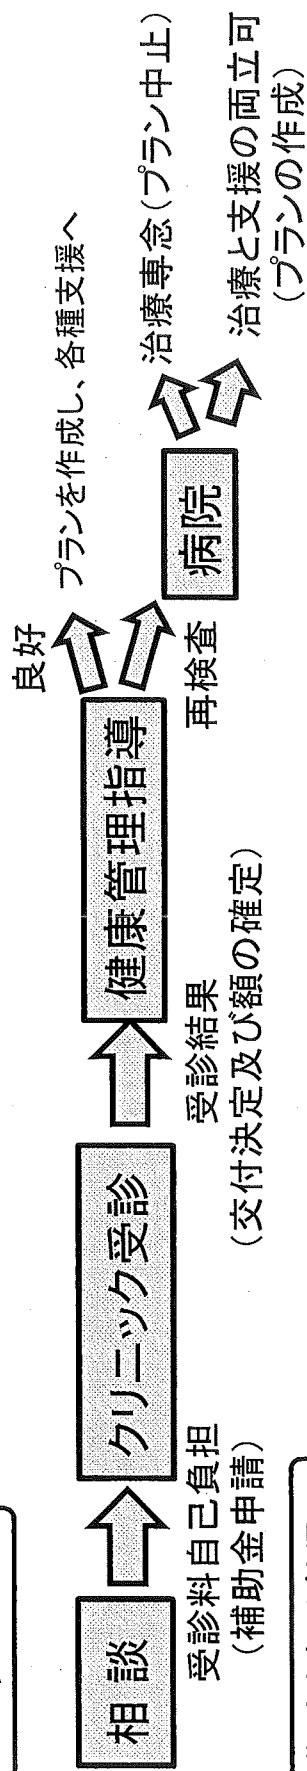 相談
受診料自己負担
(補助金申請)
クリニック受診
受診結果
(交付決定及び額の確定)
健康管理指導
良好
プランを作成し、各種支援へ
再検査
病院
治療専念(プラン中止)
治療と支援の両立可
(プランの作成)